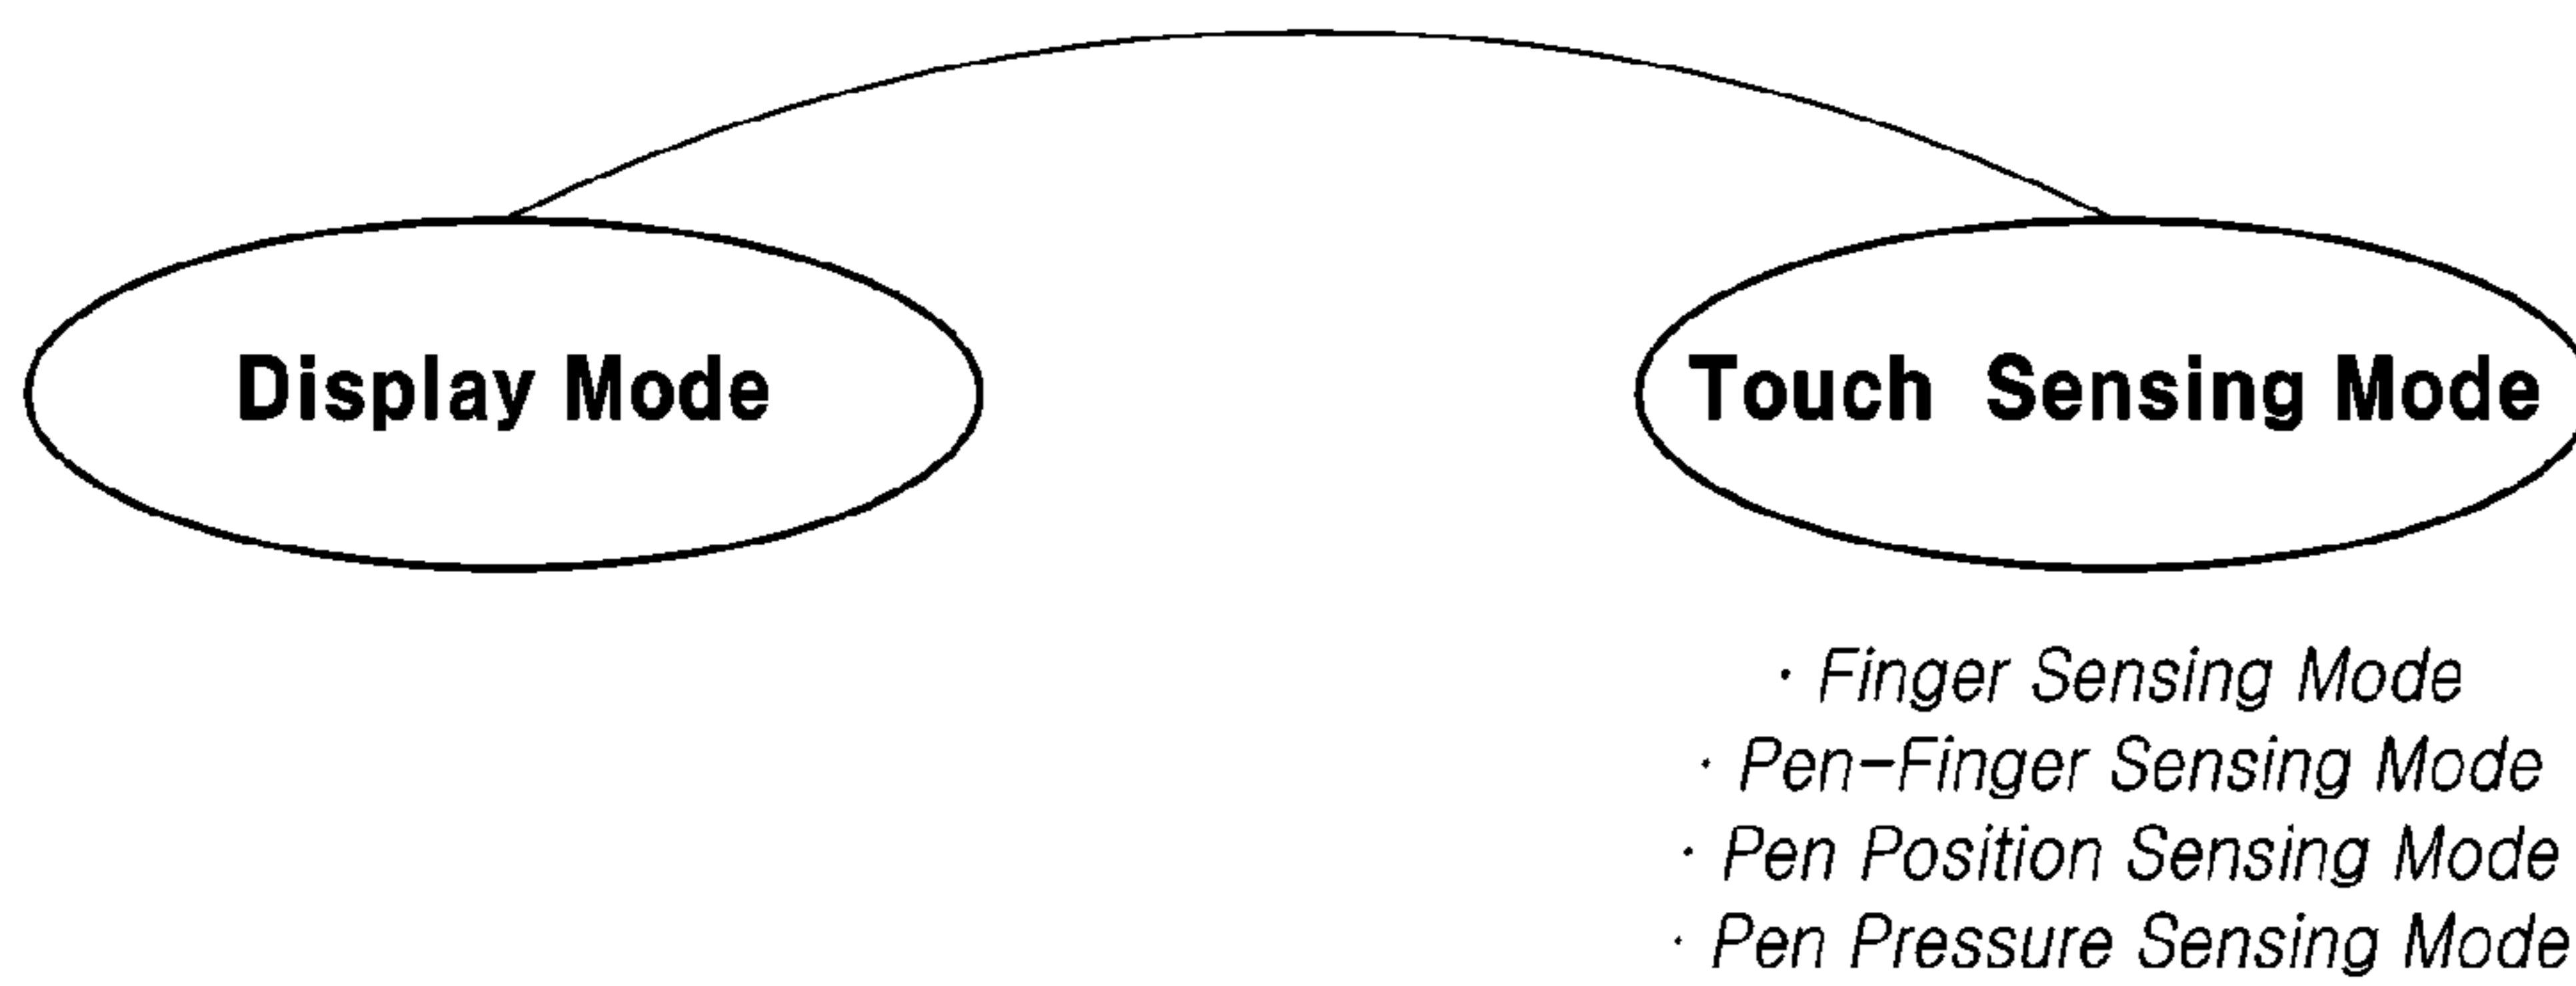 Display Mode
Touch Sensing Mode
· Finger Sensing Mode
· Pen-Finger Sensing Mode
· Pen Position Sensing Mode
· Pen Pressure Sensing Mode